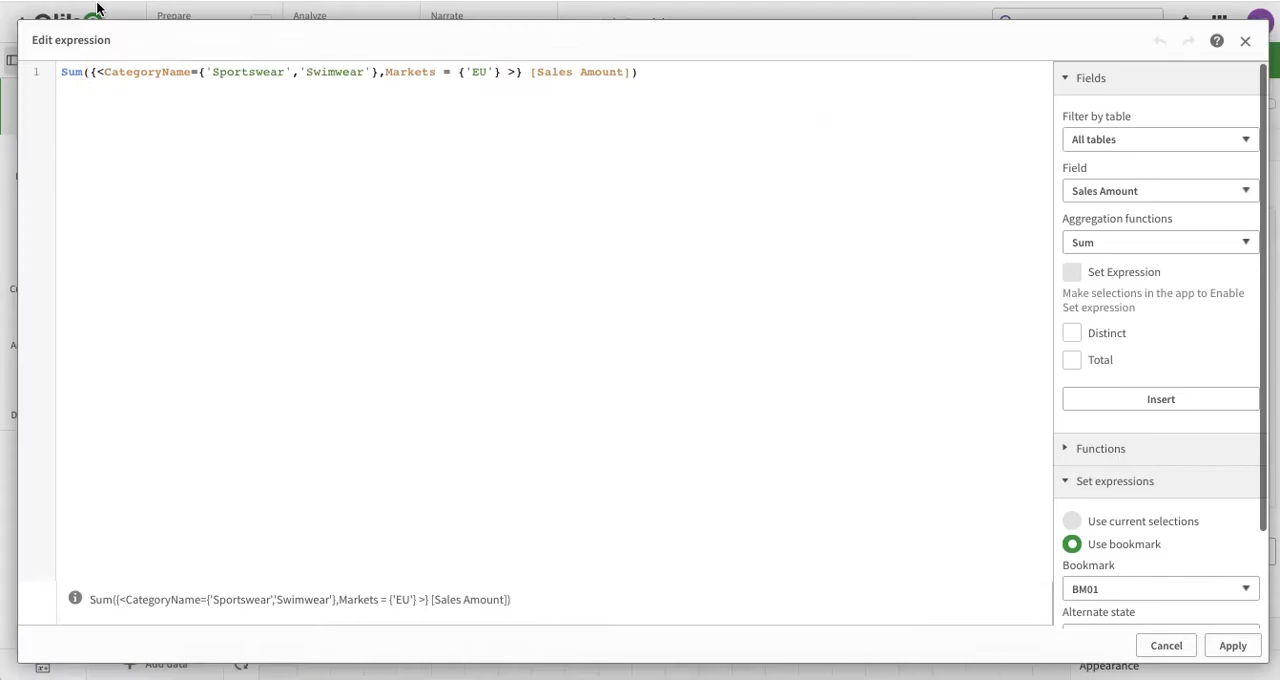 Qlik
Prepare
Analyze
Narrate
Edit expression
1
Sum({<CategoryName={'Sportswear','Swimwear'},Markets = {'EU'} >} [Sales Amount])
Fields
Filter by table
All tables
Field
Sales Amount
Aggregation functions
Sum
Set Expression
Make selections in the app to Enable
Set expression
Distinct
Total
Insert
Functions
Set expressions
Use current selections
Use bookmark
Bookmark
BM01
Alternate state
Sum({<CategoryName={'Sportswear','Swimwear'},Markets = {'EU'} >} [Sales Amount])
Cancel
Apply
Add data
Appearance